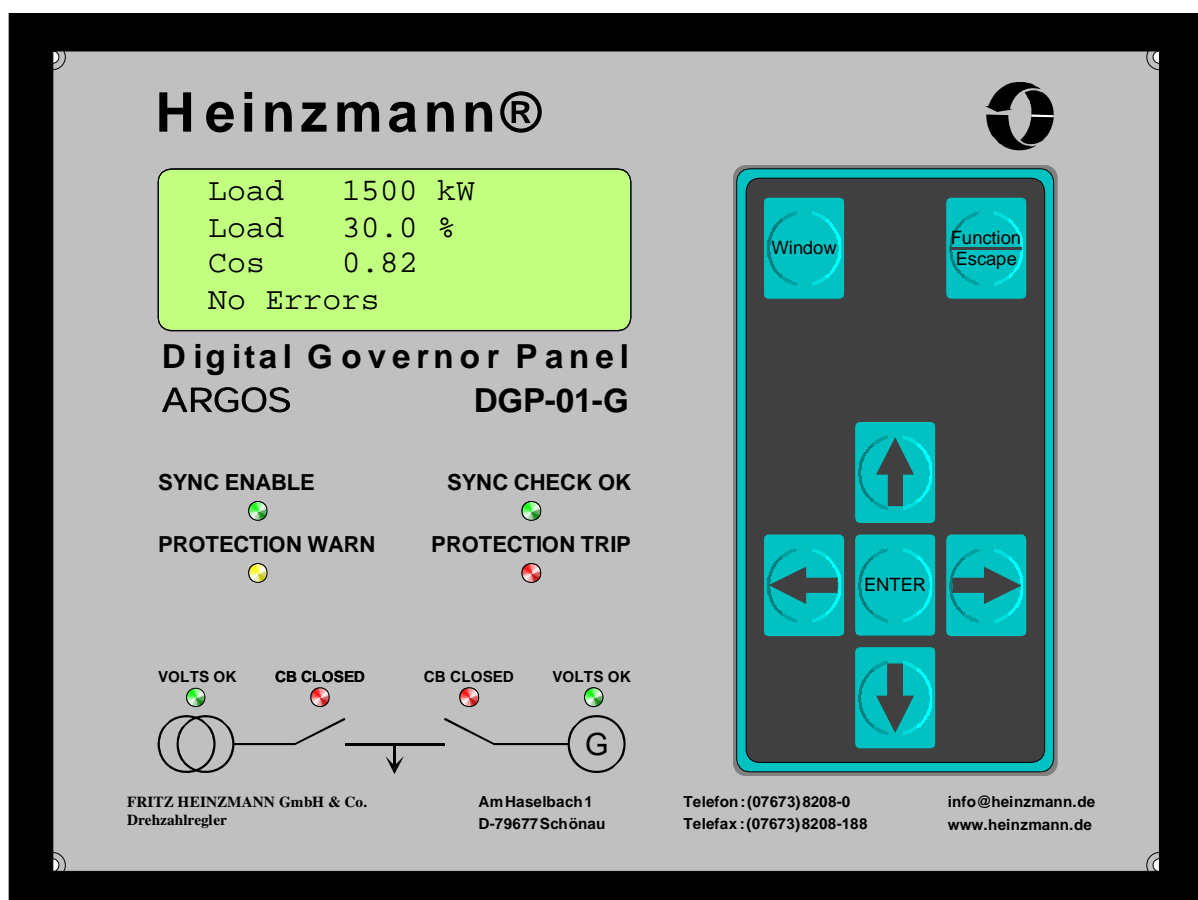 Heinzmann®
Load 1500 kW
Load 30.0 %
Cos 0.82
No Errors
Digital Governor Panel
ARGOS DGP-01-G
SYNC ENABLE SYNC CHECK OK
PROTECTION WARN PROTECTION TRIP
VOLTS OK CB CLOSED CB CLOSED VOLTS OK
G
Window
Function
Escape
ENTER
FRITZ HEINZMANN GmbH & Co.
Drehzahlregler
Am Haselbach 1
D-79677 Schönau
Telefon : (07673) 8208-0
Telefax : (07673) 8208-188
info@heinzmann.de
www.heinzmann.de